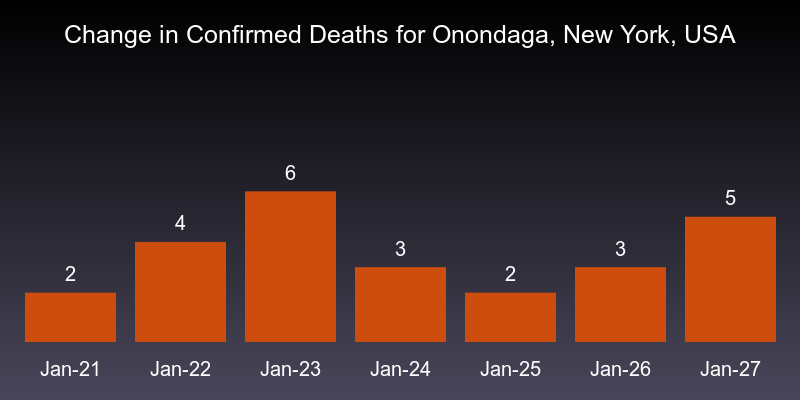 Change in Confirmed Deaths for Onondaga, New York, USA
2
4
6
3
2
3
5
Jan-21
Jan-22
Jan-23
Jan-24
Jan-25
Jan-26
Jan-27